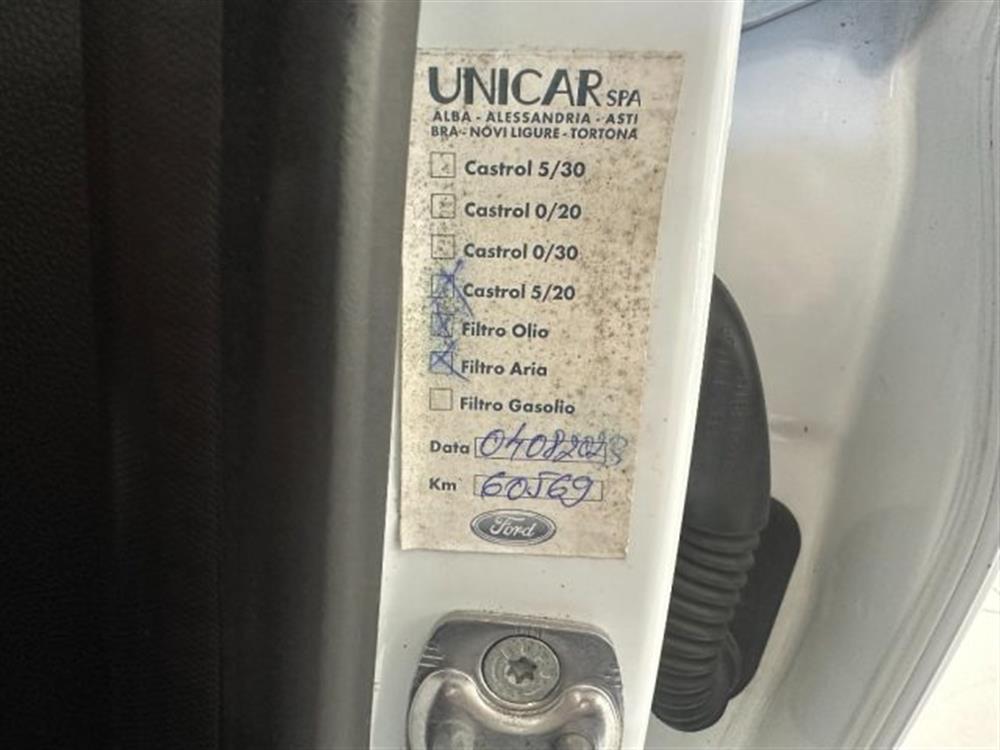 UNICAR SPA
ALBA - ALESSANDRIA - ASTI
BRA - NOVI LIGURE - TORTONA
Castrol 5/30
Castrol 0/20
Castrol 0/30
Castrol 5/20
Filtro Olio
Filtro Aria
Filtro Gasolio
Data 04082023
Km 60569
Ford